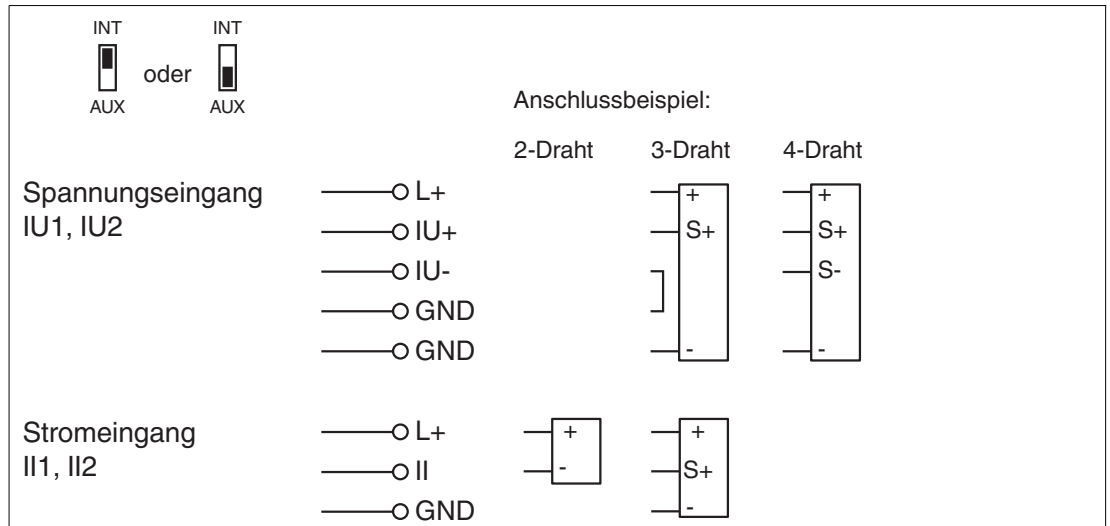 INT INT
oder
AUX AUX
Anschlussbeispiel:
2-Draht 3-Draht 4-Draht
Spannungseingang
IU1, IU2
L+ + +
IU+ S+ S+
IU- S-
GND
GND - -
Stromeingang
II1, II2
L+ + +
II - S+
GND -